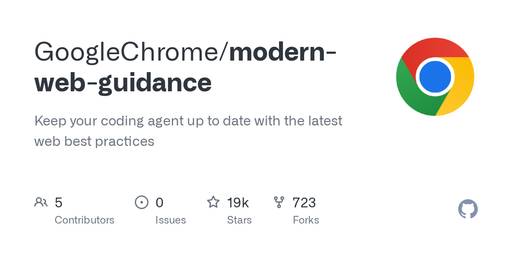 GoogleChrome/modern-
web-guidance
Keep your coding agent up to date with the latest
web best practices
5 0 19k 723
Contributors Issues Stars Forks